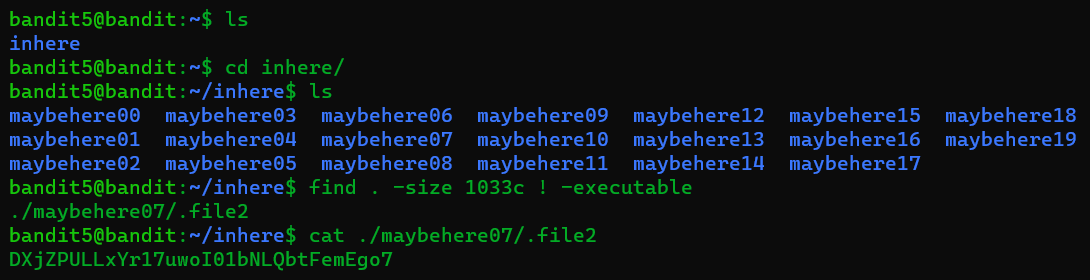 bandit5@bandit:~$ ls
inhere
bandit5@bandit:~$ cd inhere/
bandit5@bandit:~/inhere$ ls
maybehere00  maybehere03  maybehere06  maybehere09  maybehere12  maybehere15  maybehere18
maybehere01  maybehere04  maybehere07  maybehere10  maybehere13  maybehere16  maybehere19
maybehere02  maybehere05  maybehere08  maybehere11  maybehere14  maybehere17
bandit5@bandit:~/inhere$ find . -size 1033c ! -executable
./maybehere07/.file2
bandit5@bandit:~/inhere$ cat ./maybehere07/.file2
DXjZPULLxYr17uwoI01bNLQbtFemEgo7